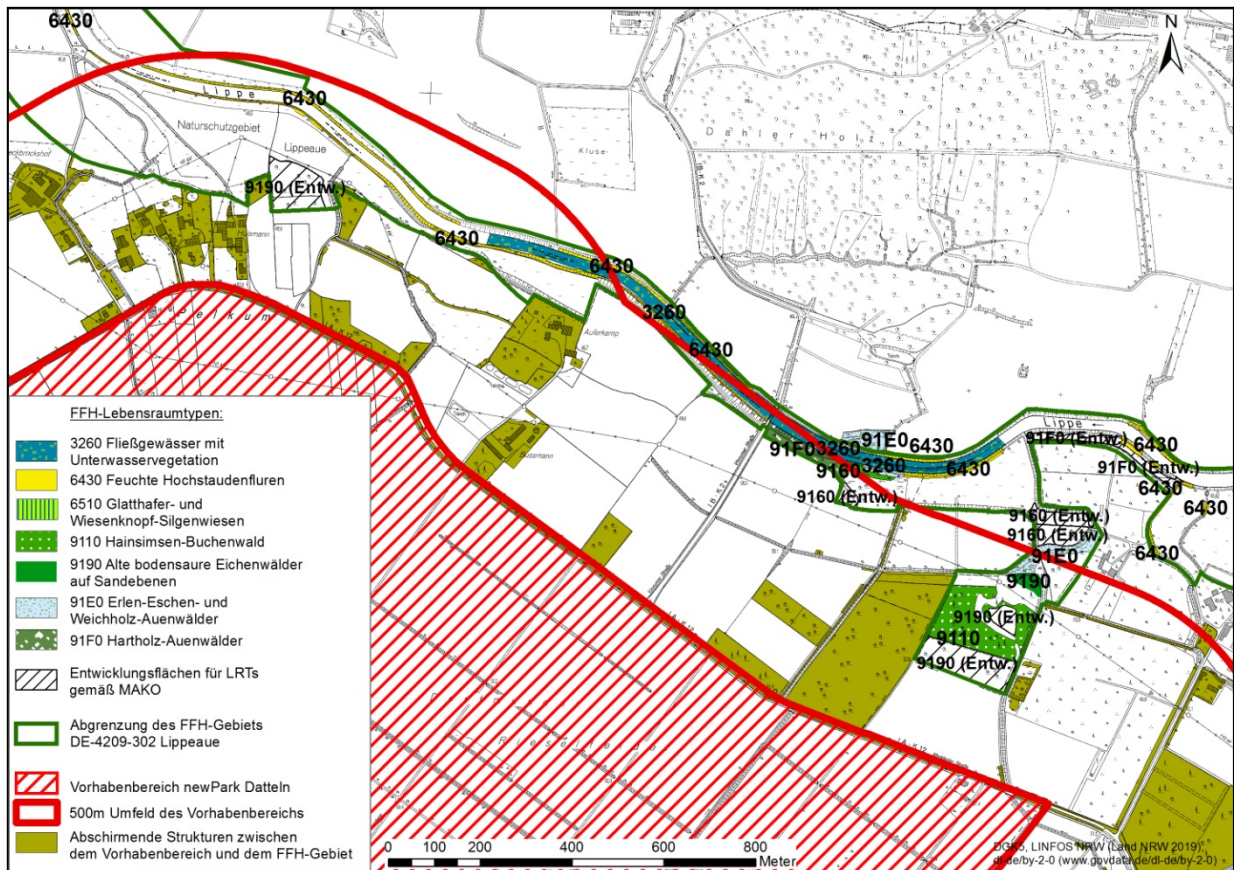 6430
N
Lippe
6430
Naturschutzgebiet
Lippeaue
Kluse
Dahler Holz
9190 (Entw.)
6430
6430
3260
6430
Auferkamp
Pelkum
Lippe
91F0 (Entw.)
6430
91E0
6430
91F0
3260
91F0 (Entw.)
9160
3260
6430
6430
6430
9160 (Entw.)
9160 (Entw.)
9160 (Entw.)
6430
91E0
9190
9190 (Entw.)
9110
9190 (Entw.)
Rieselfelder
FFH-Lebensraumtypen:
3260 Fließgewässer mit
Unterwasservegetation
6430 Feuchte Hochstaudenfluren
6510 Glatthafer- und
Wiesenknopf-Silgenwiesen
9110 Hainsimsen-Buchenwald
9190 Alte bodensaure Eichenwälder
auf Sandebenen
91E0 Erlen-Eschen- und
Weichholz-Auenwälder
91F0 Hartholz-Auenwälder
Entwicklungsflächen für LRTs
gemäß MAKO
Abgrenzung des FFH-Gebiets
DE-4209-302 Lippeaue
Vorhabenbereich newPark Datteln
500m Umfeld des Vorhabenbereichs
Abschirmende Strukturen zwischen
dem Vorhabenbereich und dem FFH-Gebiet
0 100 200 400 600 800
Meter
DGK5, LINFOS NRW (Land NRW 2019)
dl-de/by-2-0 (www.govdata.de/dl-de/by-2-0)